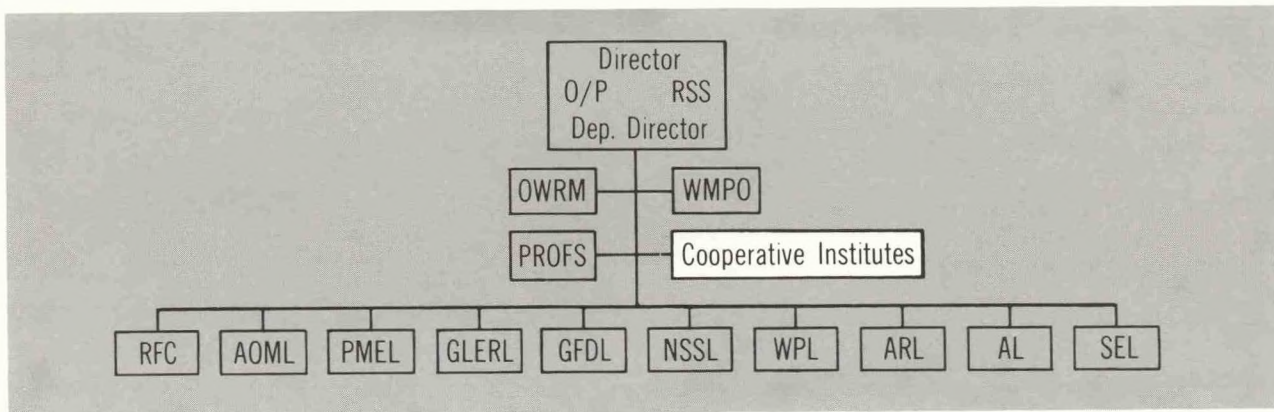 Director
O/P RSS
Dep. Director
OWRM WMPO
PROFS Cooperative Institutes
RFC AOML PMEL GLERL GFDL NSSL WPL ARL AL SEL